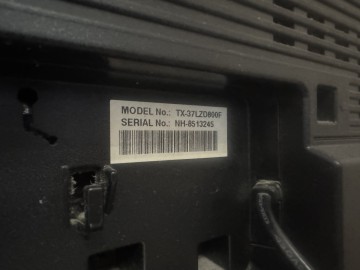 MODEL No.: TX-37LZD800F
SERIAL No.: NH-8513245